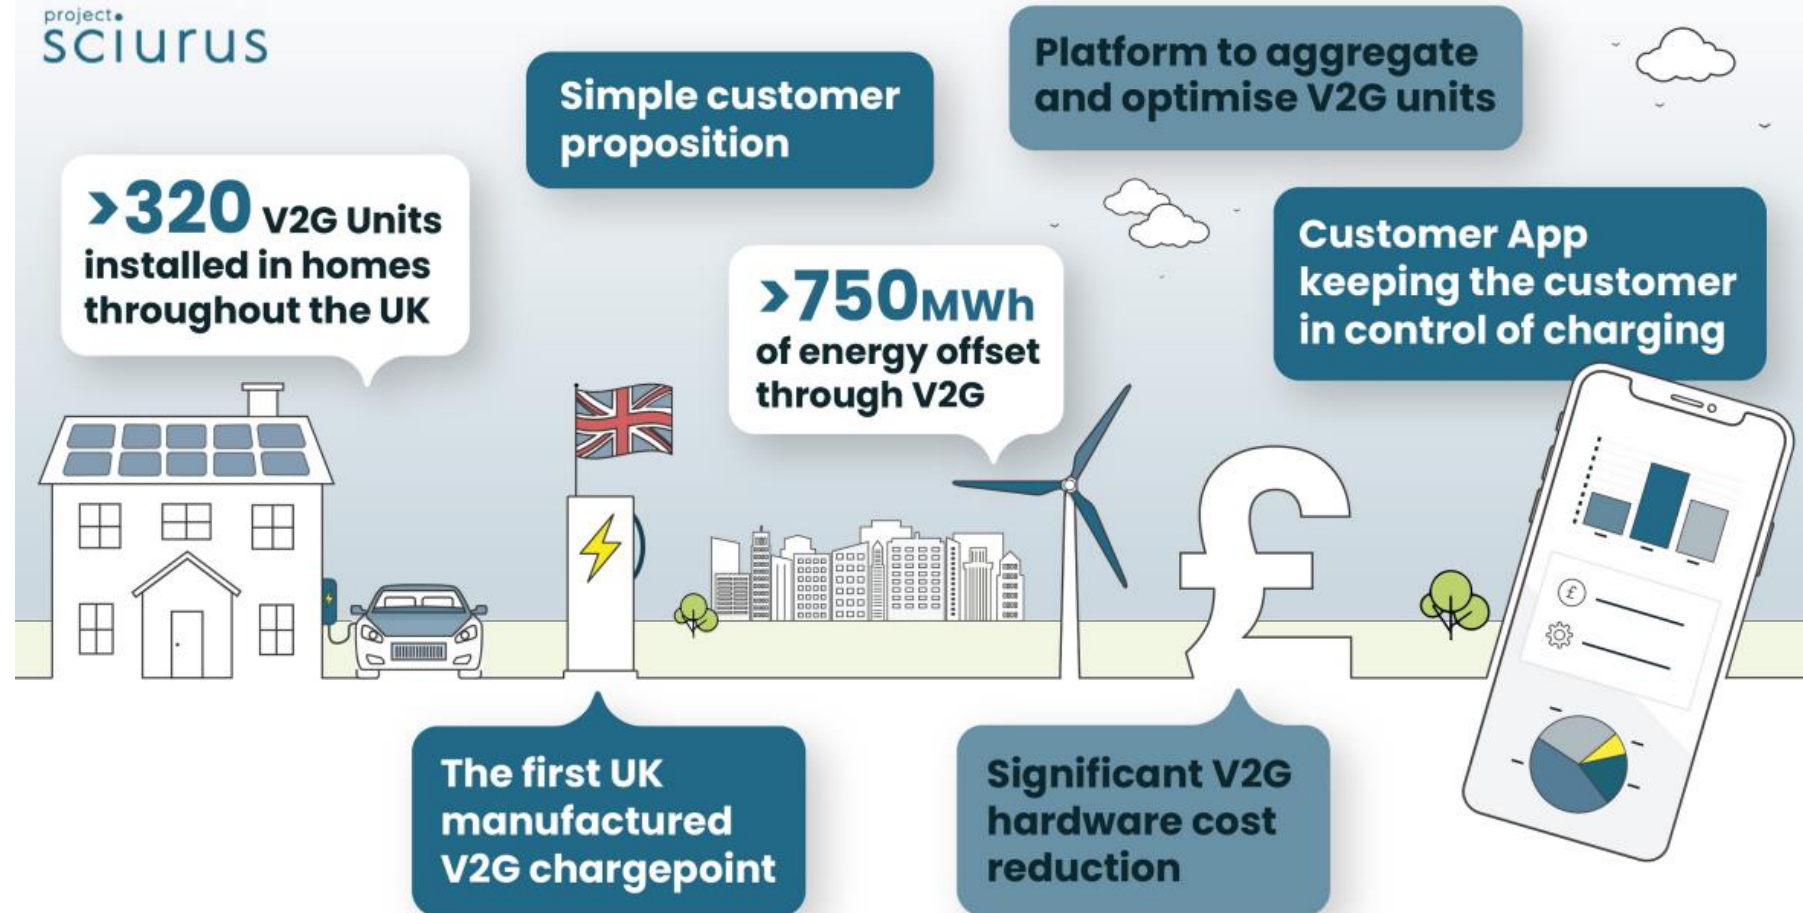 project.
sciurus
Simple customer
proposition
Platform to aggregate
and optimise V2G units
>320 V2G Units
installed in homes
throughout the UK
>750MWh
of energy offset
through V2G
Customer App
keeping the customer
in control of charging
£
£
The first UK
manufactured
V2G chargepoint
Significant V2G
hardware cost
reduction